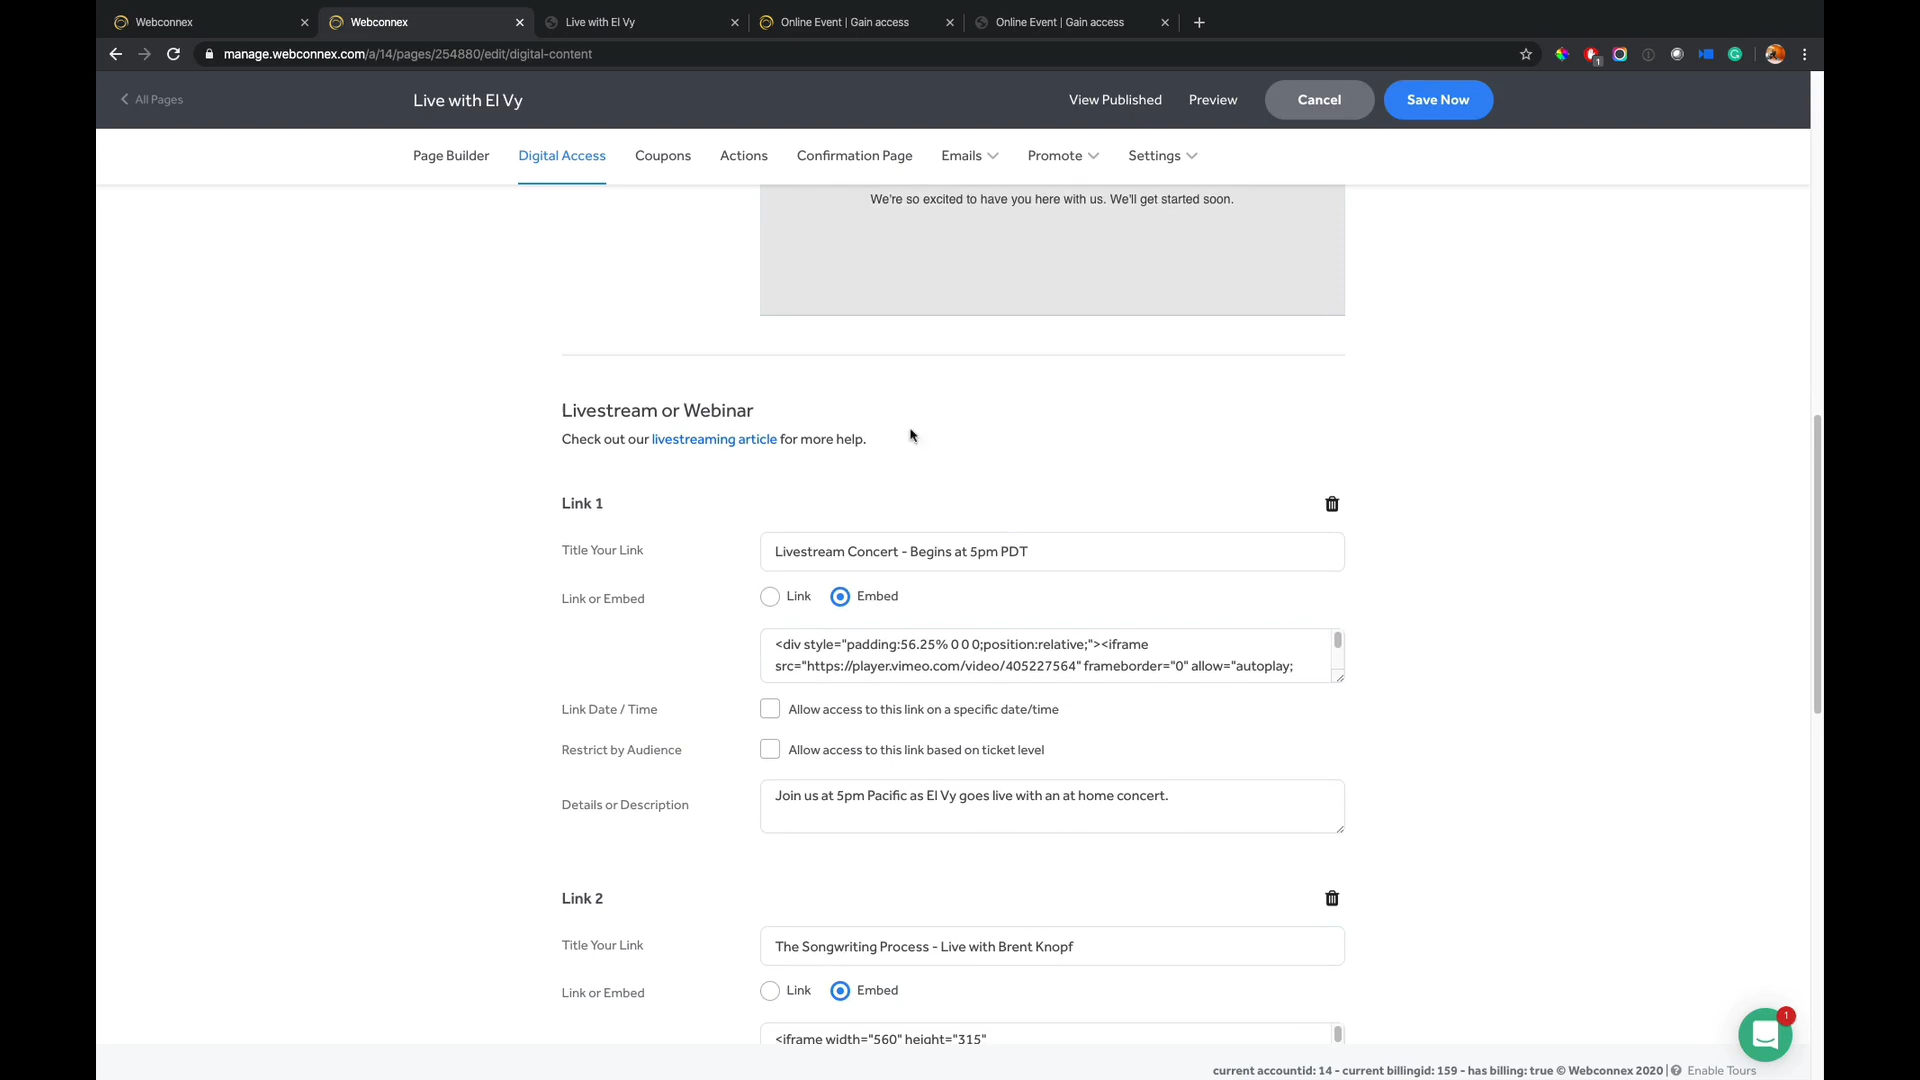 Webconnex
Webconnex
Live with El Vy
Online Event | Gain access
Online Event | Gain access
manage.webconnex.com/a/14/pages/254880/edit/digital-content
1
All Pages
Live with El Vy
View Published
Preview
Cancel
Save Now
Page Builder
Digital Access
Coupons
Actions
Confirmation Page
Emails
Promote
Settings
We're so excited to have you here with us. We'll get started soon.
Livestream or Webinar
Check out our livestreaming article for more help.
Link 1
Title Your Link
Livestream Concert - Begins at 5pm PDT
Link or Embed
Link
Embed
<div style="padding:56.25% 0 0 0;position:relative;"><iframe
src="https://player.vimeo.com/video/405227564" frameborder="0" allow="autoplay;
Link Date / Time
Allow access to this link on a specific date/time
Restrict by Audience
Allow access to this link based on ticket level
Details or Description
Join us at 5pm Pacific as El Vy goes live with an at home concert.
Link 2
Title Your Link
The Songwriting Process - Live with Brent Knopf
Link or Embed
Link
Embed
<iframe width="560" height="315"
1
current accountid: 14 - current billingid: 159 - has billing: true © Webconnex 2020 | Enable Tours